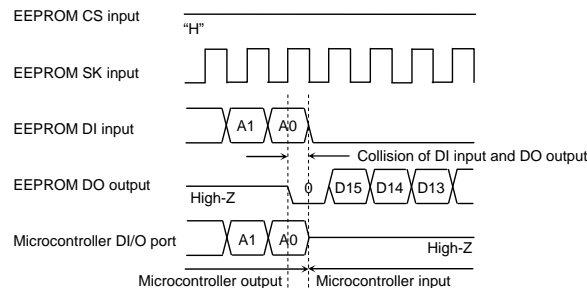 EEPROM CS input
“H”
EEPROM SK input
EEPROM DI input
A1 A0
Collision of DI input and DO output
EEPROM DO output
High-Z
0 D15 D14 D13
Microcontroller DI/O port
A1 A0
High-Z
Microcontroller output Microcontroller input